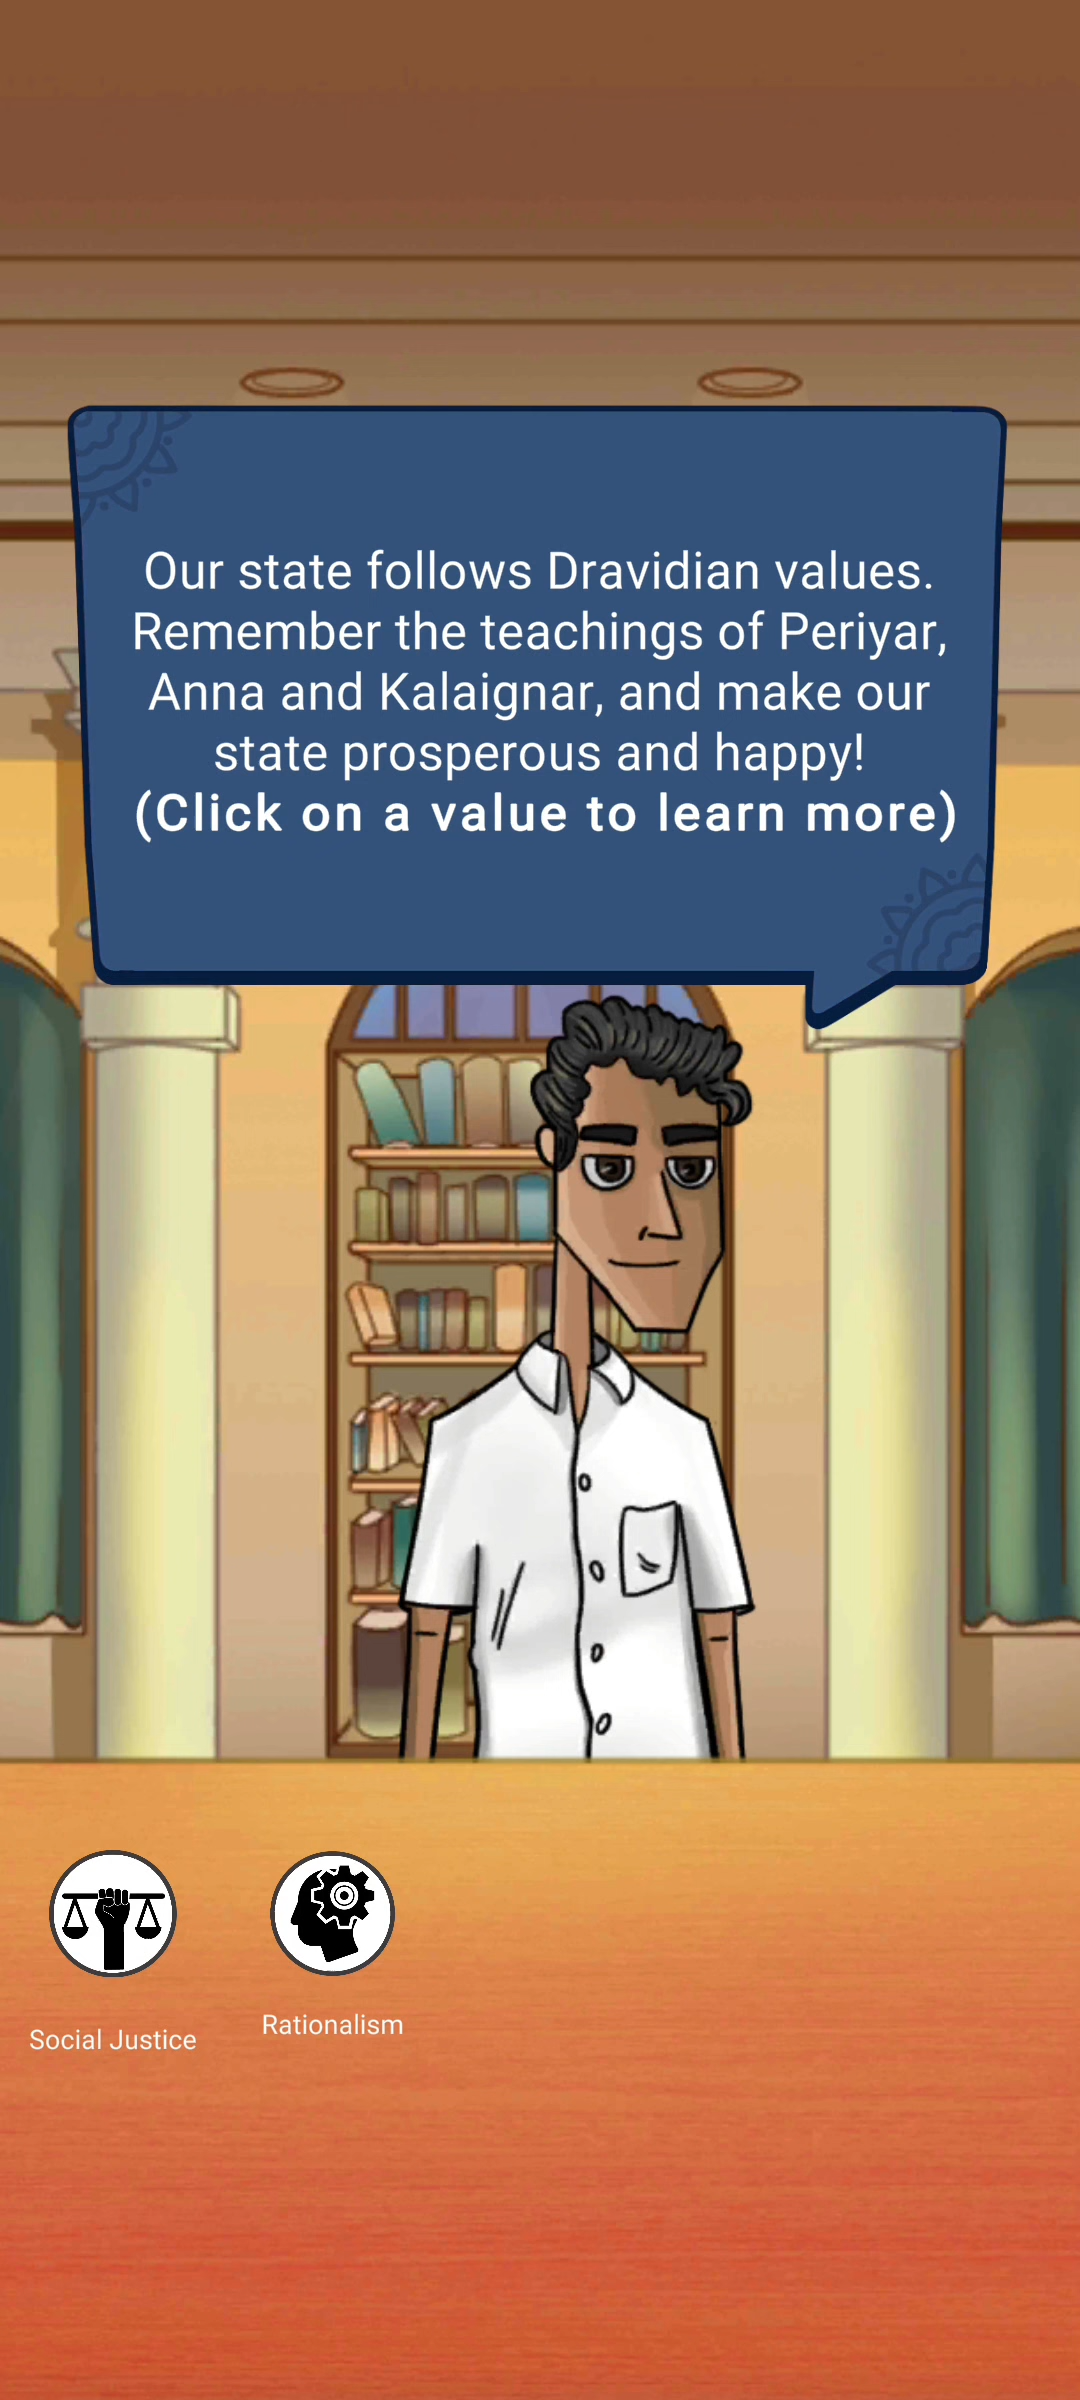 Our state follows Dravidian values.
Remember the teachings of Periyar,
Anna and Kalaignar, and make our
state prosperous and happy!
(Click on a value to learn more)
Social Justice
Rationalism